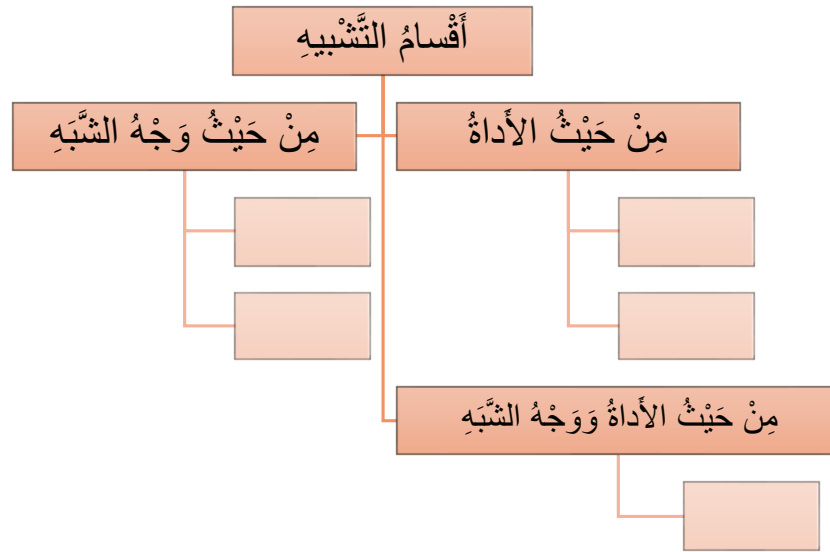 أَقْسامُ التَّشْبيهِ
مِنْ حَيْثُ الأَداةُ
مِنْ حَيْثُ وَجْهُ الشَّبَهِ
مِنْ حَيْثُ الأَداةُ وَوَجْهُ الشَّبَهِ